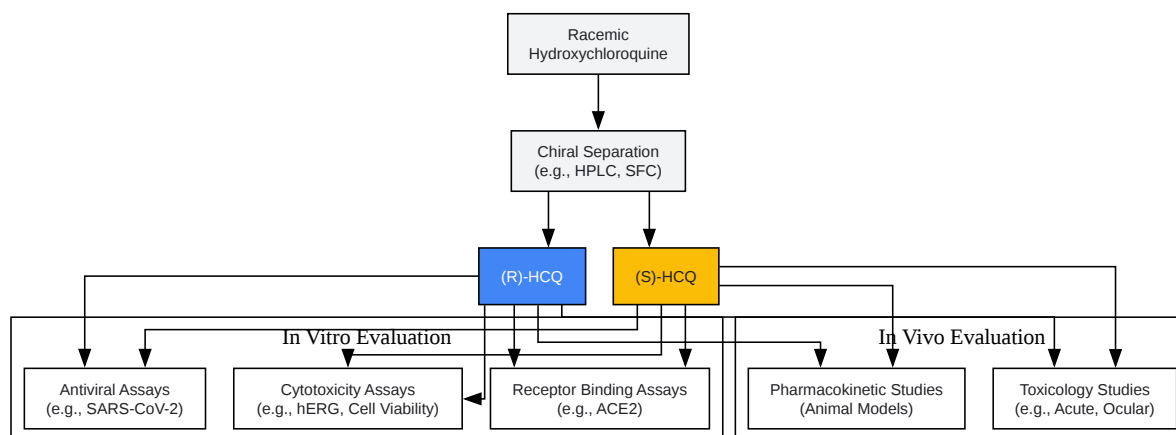 Racemic
Hydroxychloroquine
Chiral Separation
(e.g., HPLC, SFC)
(R)-HCQ
(S)-HCQ
In Vitro Evaluation
In Vivo Evaluation
Antiviral Assays
(e.g., SARS-CoV-2)
Cytotoxicity Assays
(e.g., hERG, Cell Viability)
Receptor Binding Assays
(e.g., ACE2)
Pharmacokinetic Studies
(Animal Models)
Toxicology Studies
(e.g., Acute, Ocular)